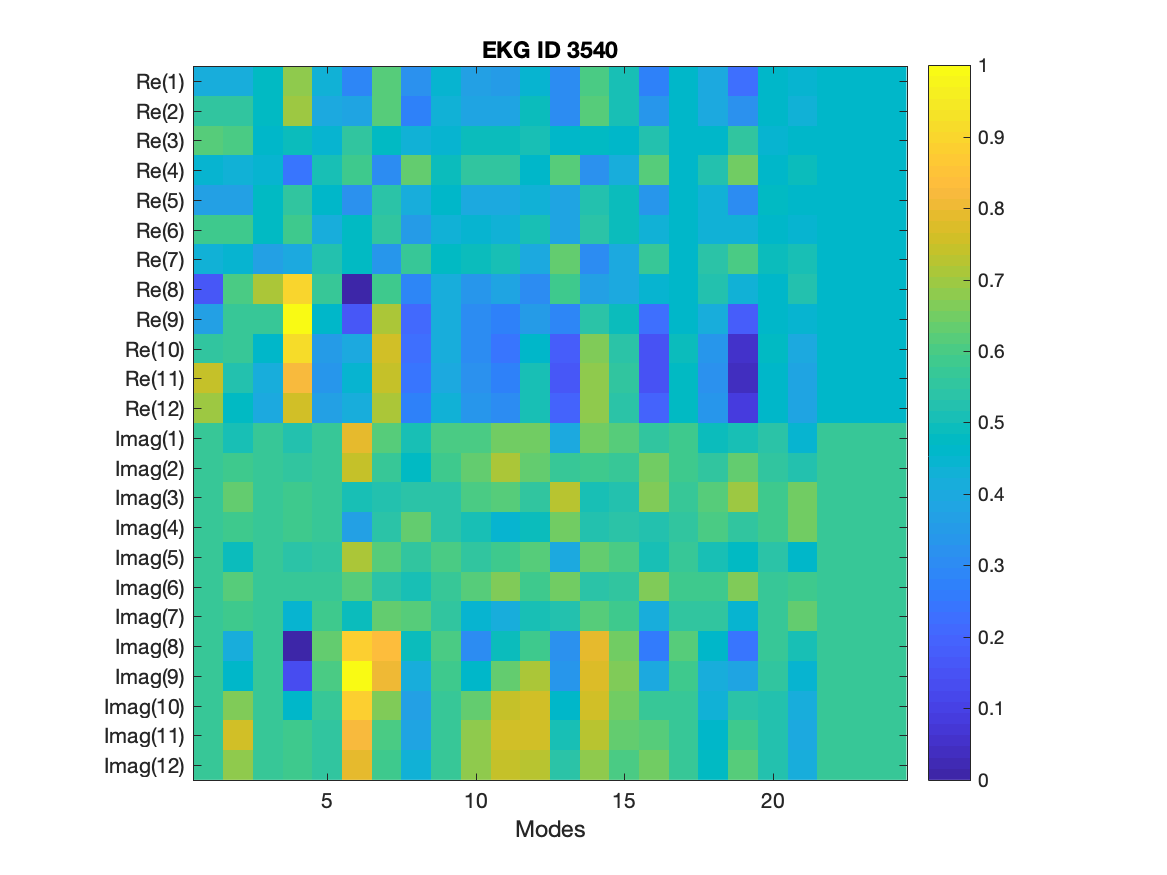 EKG ID 3540
Re(1)
Re(2)
Re(3)
Re(4)
Re(5)
Re(6)
Re(7)
Re(8)
Re(9)
Re(10)
Re(11)
Re(12)
Imag(1)
Imag(2)
Imag(3)
Imag(4)
Imag(5)
Imag(6)
Imag(7)
Imag(8)
Imag(9)
Imag(10)
Imag(11)
Imag(12)
5 10 15 20
Modes
1
0.9
0.8
0.7
0.6
0.5
0.4
0.3
0.2
0.1
0